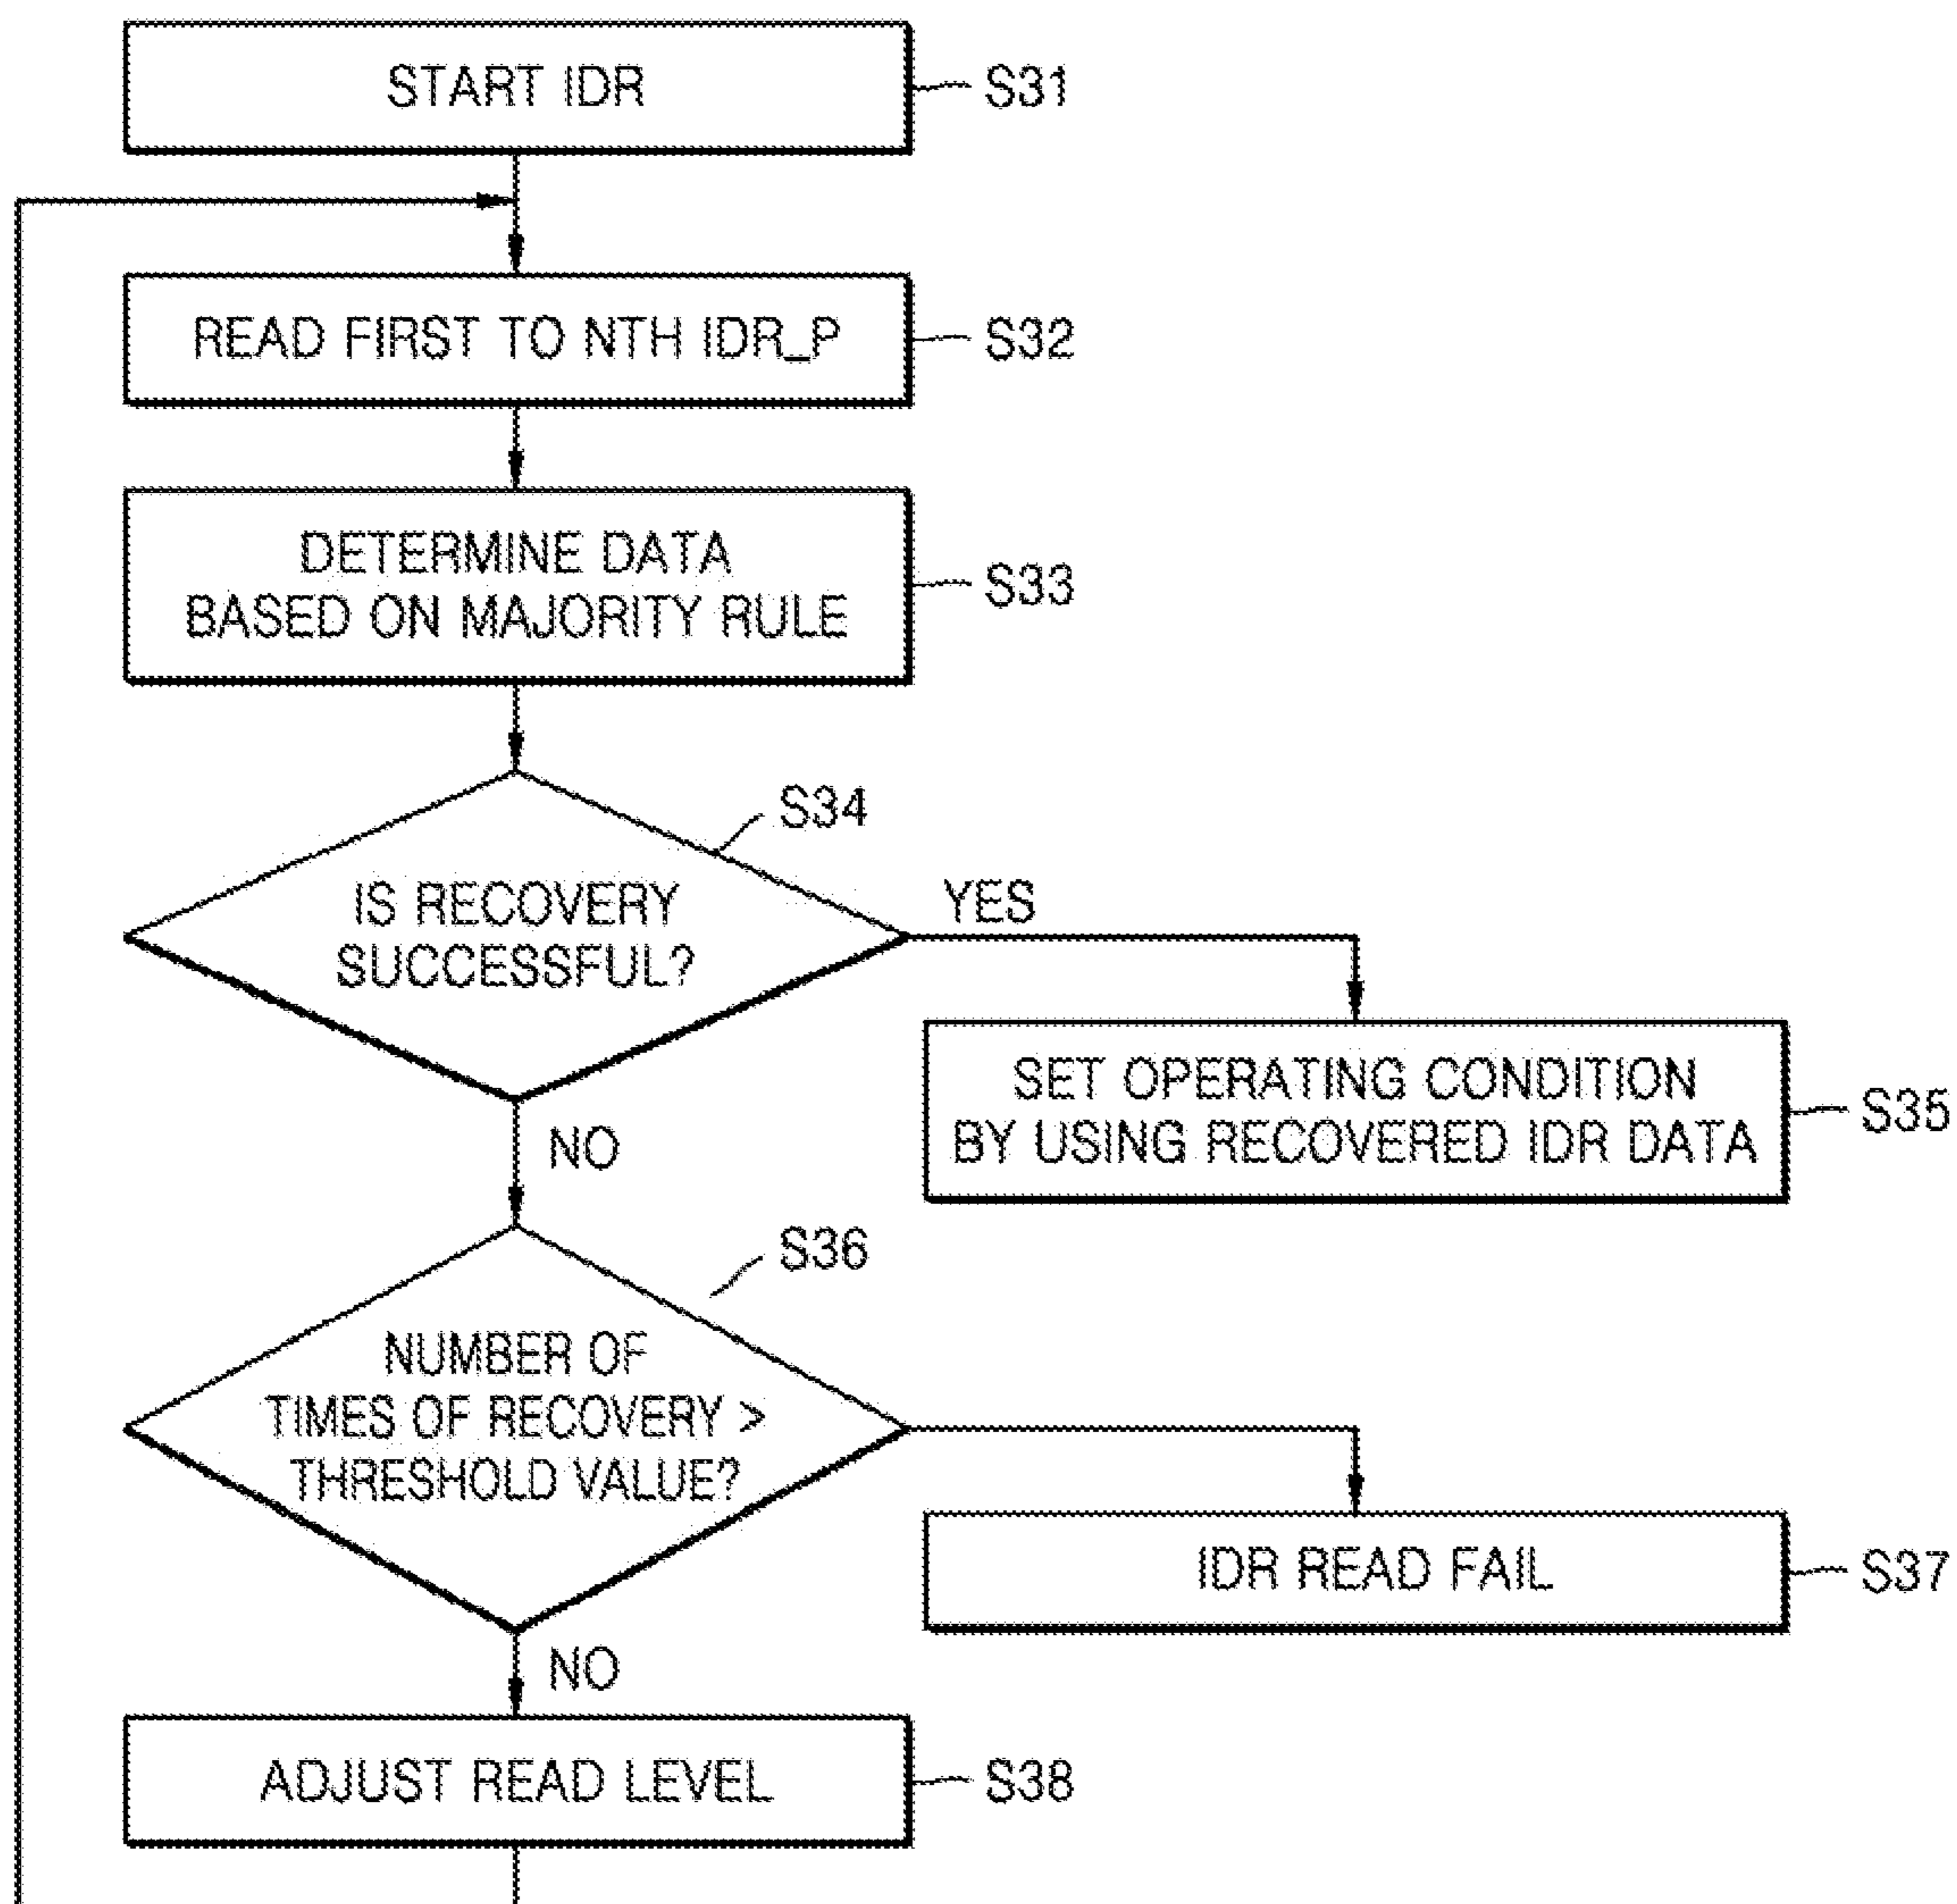 START IDR
S31
READ FIRST TO NTH IDR_P
S32
DETERMINE DATA
BASED ON MAJORITY RULE
S33
S34
IS RECOVERY
SUCCESSFUL?
YES
SET OPERATING CONDITION
BY USING RECOVERED IDR DATA
S35
NO
S36
NUMBER OF
TIMES OF RECOVERY >
THRESHOLD VALUE?
IDR READ FAIL
S37
NO
ADJUST READ LEVEL
S38